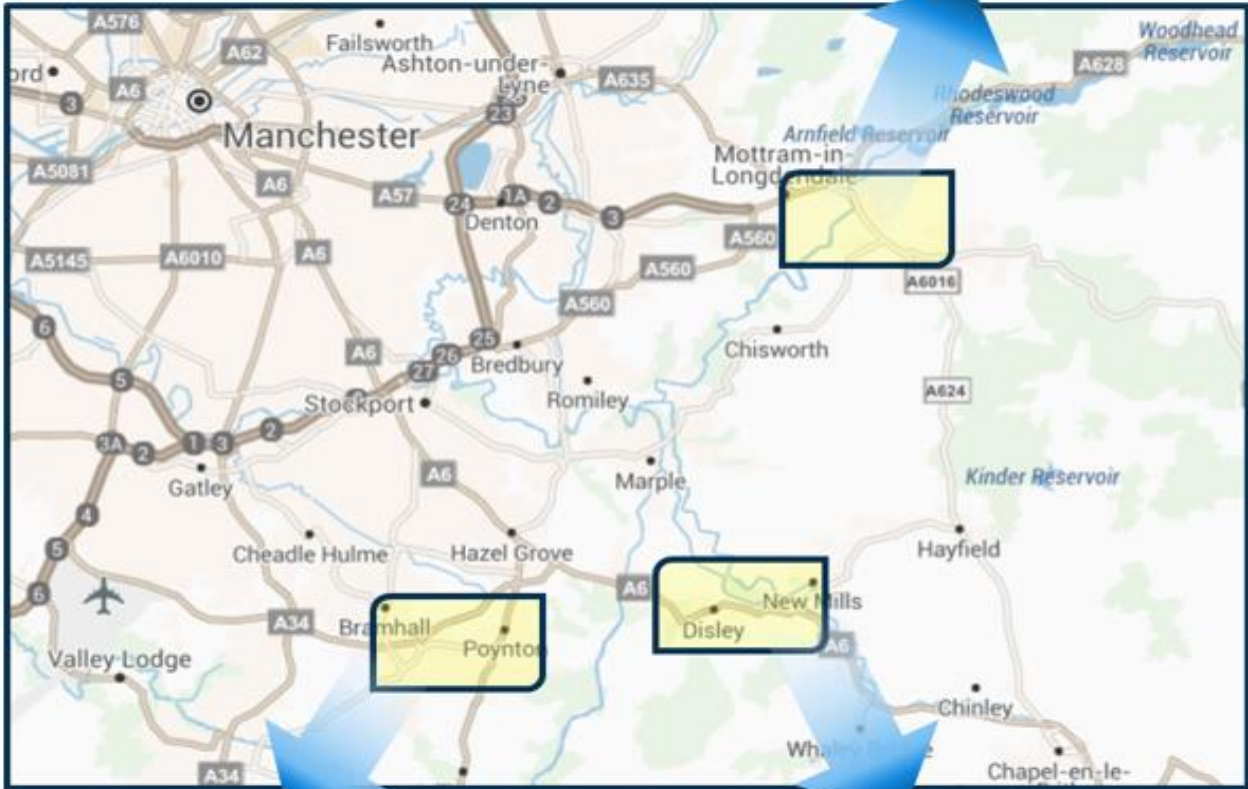 A576
Failsworth
Woodhead
Reservoir
A62
Ashton-under-
Lyne
A628
ord
A6
A635
3
23
Rhodeswood
Reservoir
Manchester
Arnfield Reservoir
Mottram-in-
Longdendale
A5081
A6
A57
24
1A
2
Denton
3
A560
A5145
A6010
A6
A560
A6016
A560
6
25
Chisworth
A6
26
Bredbury
27
5
Romiley
A624
Stockport
3A
2
1
3
2
Marple
Gatley
A6
Kinder Reservoir
4
Cheadle Hulme
Hazel Grove
Hayfield
5
6
A6
New Mills
A34
Bramhall
Disley
Poynton
A6
Valley Lodge
Chinley
Whaley
A34
Chapel-en-le-